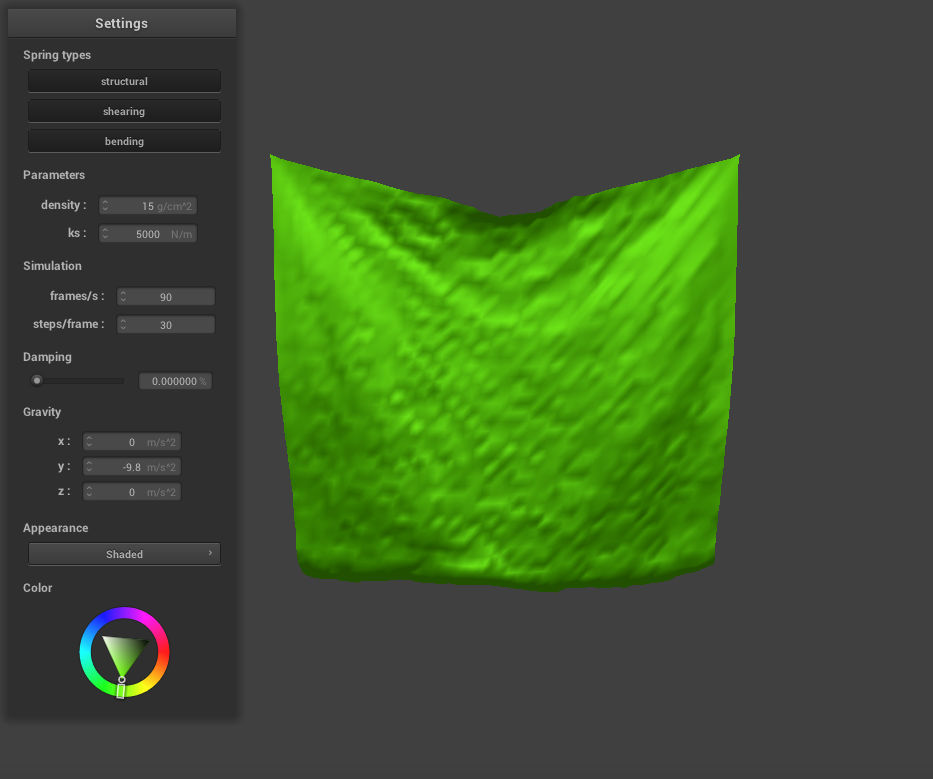 Settings
Spring types
structural
shearing
bending
Parameters
density : 15 g/cm^2
ks : 5000 N/m
Simulation
frames/s : 90
steps/frame : 30
Damping
0.000000 %
Gravity
x : 0 m/s^2
y : -9.8 m/s^2
z : 0 m/s^2
Appearance
Shaded
Color